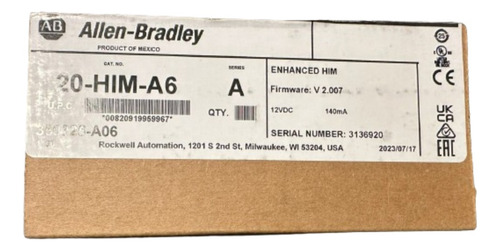 AB Allen-Bradley
PRODUCT OF MEXICO
CAT. NO. SERIES
20-HIM-A6 A
U.P.C. QTY.
*00820919959967*
-A06
ENHANCED HIM
Firmware: V 2.007
12VDC 140mA
SERIAL NUMBER: 3136920
Rockwell Automation, 1201 S 2nd St, Milwaukee, WI 53204, USA 2023/07/17
UL
CE
UK CA
EAC